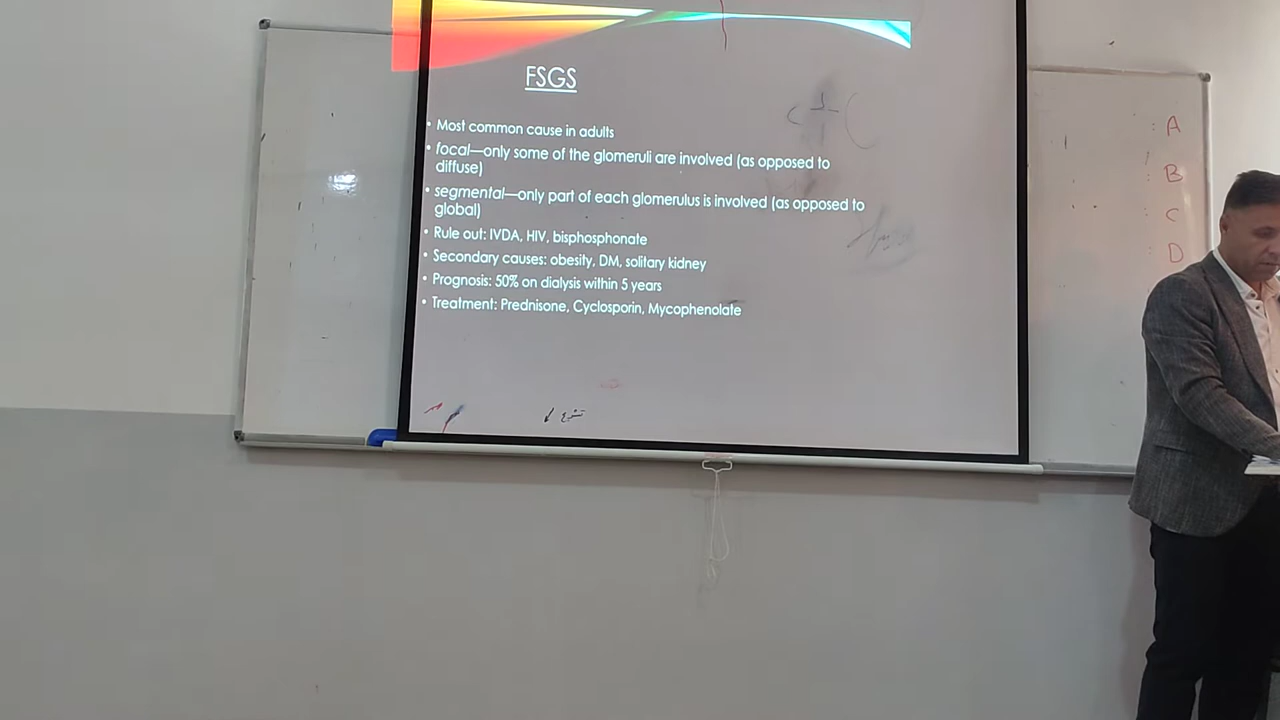 FSGS
• Most common cause in adults
• focal—only some of the glomeruli are involved (as opposed to
diffuse)
• segmental—only part of each glomerulus is involved (as opposed to
global)
• Rule out: IVDA, HIV, bisphosphonate
• Secondary causes: obesity, DM, solitary kidney
• Prognosis: 50% on dialysis within 5 years
• Treatment: Prednisone, Cyclosporin, Mycophenolate
: A
: B
C
: D